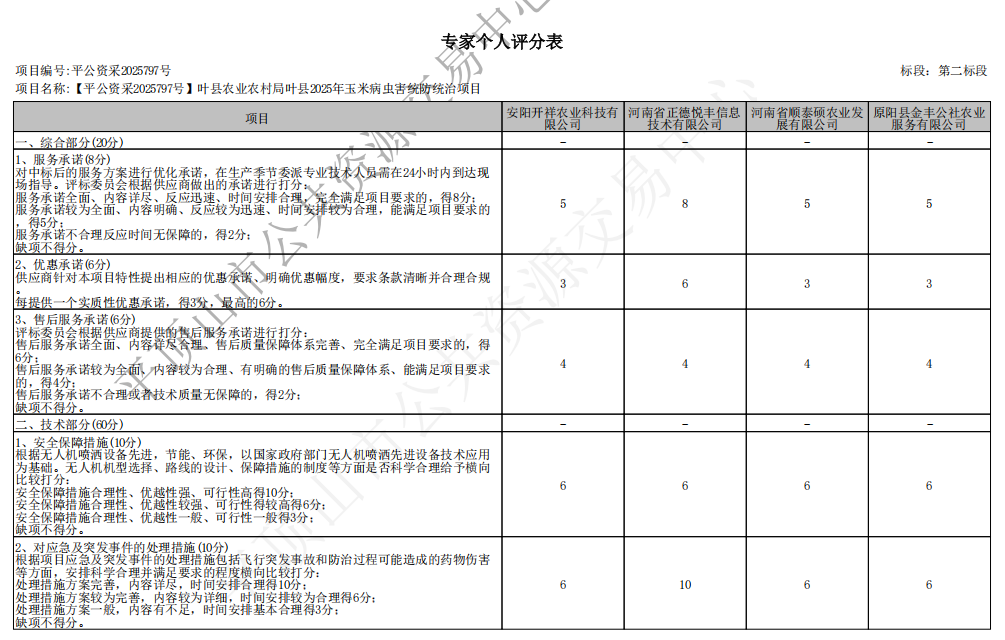 专家个人评分表
项目编号:平公资采2025797号
标段: 第二标段
项目名称:【平公资采2025797号】叶县农业农村局叶县2025年玉米病虫害统防统治项目
项目
安阳开祥农业科技有
限公司
河南省正德悦丰信息
技术有限公司
河南省顺泰硕农业发
展有限公司
原阳县金丰公社农业
服务有限公司
一、综合部分(20分)
-
-
-
-
1、服务承诺(8分)
对中标后的服务方案进行优化承诺，在生产季节委派专业技术人员需在24小时内到达现
场指导。评标委员会根据供应商做出的承诺进行打分;
服务承诺全面、内容详尽、反应迅速、时间安排合理，完全满足项目要求的，得8分;
服务承诺较为全面、内容明确、反应较为迅速、时间安排较为合理，能满足项目要求的
，得5分;
服务承诺不合理反应时间无保障的，得2分;
缺项不得分。
5
8
5
5
2、优惠承诺(6分)
供应商针对本项目特性提出相应的优惠承诺、明确优惠幅度，要求条款清晰并合理合规
。
每提供一个实质性优惠承诺，得3分，最高的6分。
3
6
3
3
3、售后服务承诺(6分)
评标委员会根据供应商提供的售后服务承诺进行打分:
售后服务承诺全面、内容详尽合理、售后质量保障体系完善、完全满足项目要求的，得
6分;
售后服务承诺较为全面、内容较为合理、有明确的售后质量保障体系、能满足项目要求
的，得4分;
售后服务承诺不合理或者技术质量无保障的，得2分;
缺项不得分。
4
4
4
4
二、技术部分(60分)
-
-
-
-
1、安全保障措施(10分)
根据无人机喷洒设备先进，节能、环保，以国家政府部门无人机喷洒先进设备技术应用
为基础。无人机机型选择、路线的设计、保障措施的制度等方面是否科学合理给予横向
比较打分:
安全保障措施合理性、优越性强、可行性高得10分;
安全保障措施合理性、优越性较强、可行性得较高得6分;
安全保障措施合理性、优越性一般、可行性一般得3分;
缺项不得分。
6
6
6
6
2、对应急及突发事件的处理措施(10分)
根据项目应急及突发事件的处理措施包括飞行突发事故和防治过程可能造成的药物伤害
等方面，安排科学合理并满足要求的程度横向比较打分:
处理措施方案完善，内容详尽，时间安排合理得10分;
处理措施方案较为完善，内容较为详细，时间安排较为合理得6分;
处理措施方案一般，内容有不足，时间安排基本合理得3分;
缺项不得分。
6
10
6
6
平顶山市公共资源交易中心
平顶山市公共资源交易中心